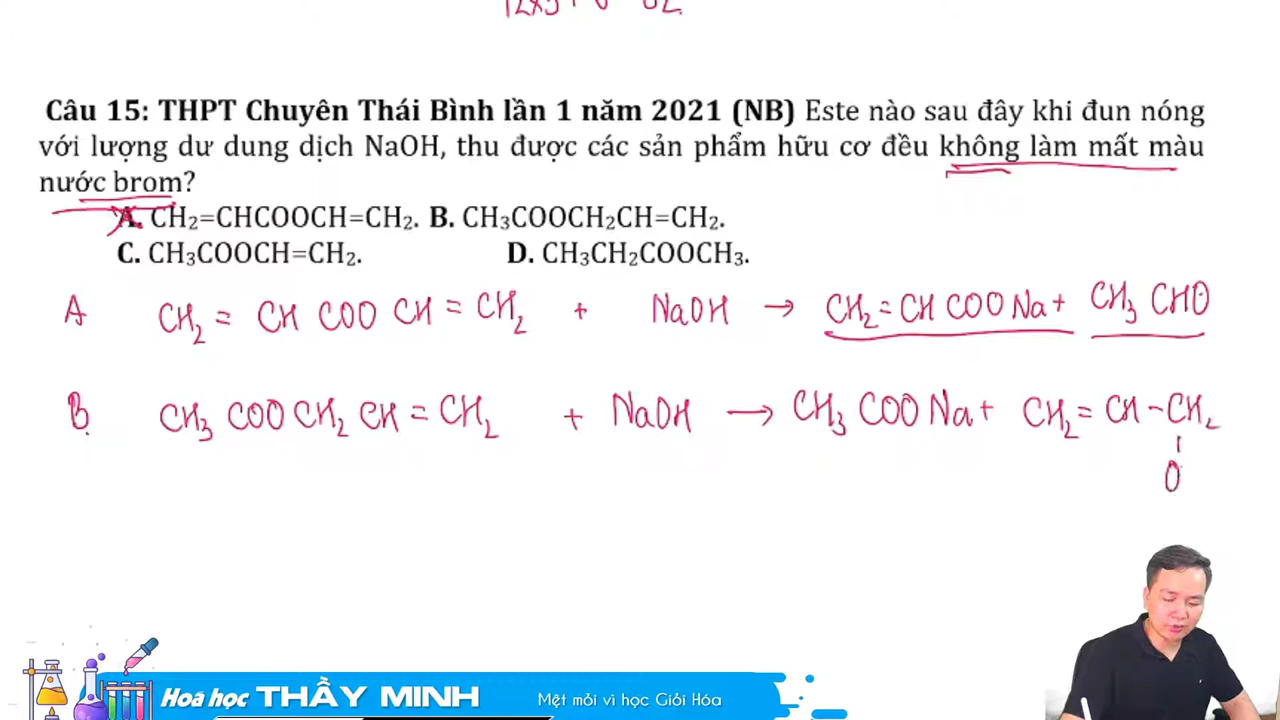 12x3 + 6
Câu 15: THPT Chuyên Thái Bình lần 1 năm 2021 (NB) Este nào sau đây khi đun nóng
với lượng dư dung dịch NaOH, thu được các sản phẩm hữu cơ đều không làm mất màu
nước brom?
A. CH₂=CHCOOCH=CH₂. B. CH₃COOCH₂CH=CH₂.
C. CH₃COOCH=CH₂. D. CH₃CH₂COOCH₃.
A CH₂ = CH COO CH = CH₂ + NaOH → CH₂ = CH COO Na + CH₃ CHO
B. CH₃ COO CH₂ CH = CH₂ + NaOH → CH₃ COO Na + CH₂ = CH - CH₂
O
Hoá học THẦY MINH Mệt mỏi vì học Giỏi Hóa